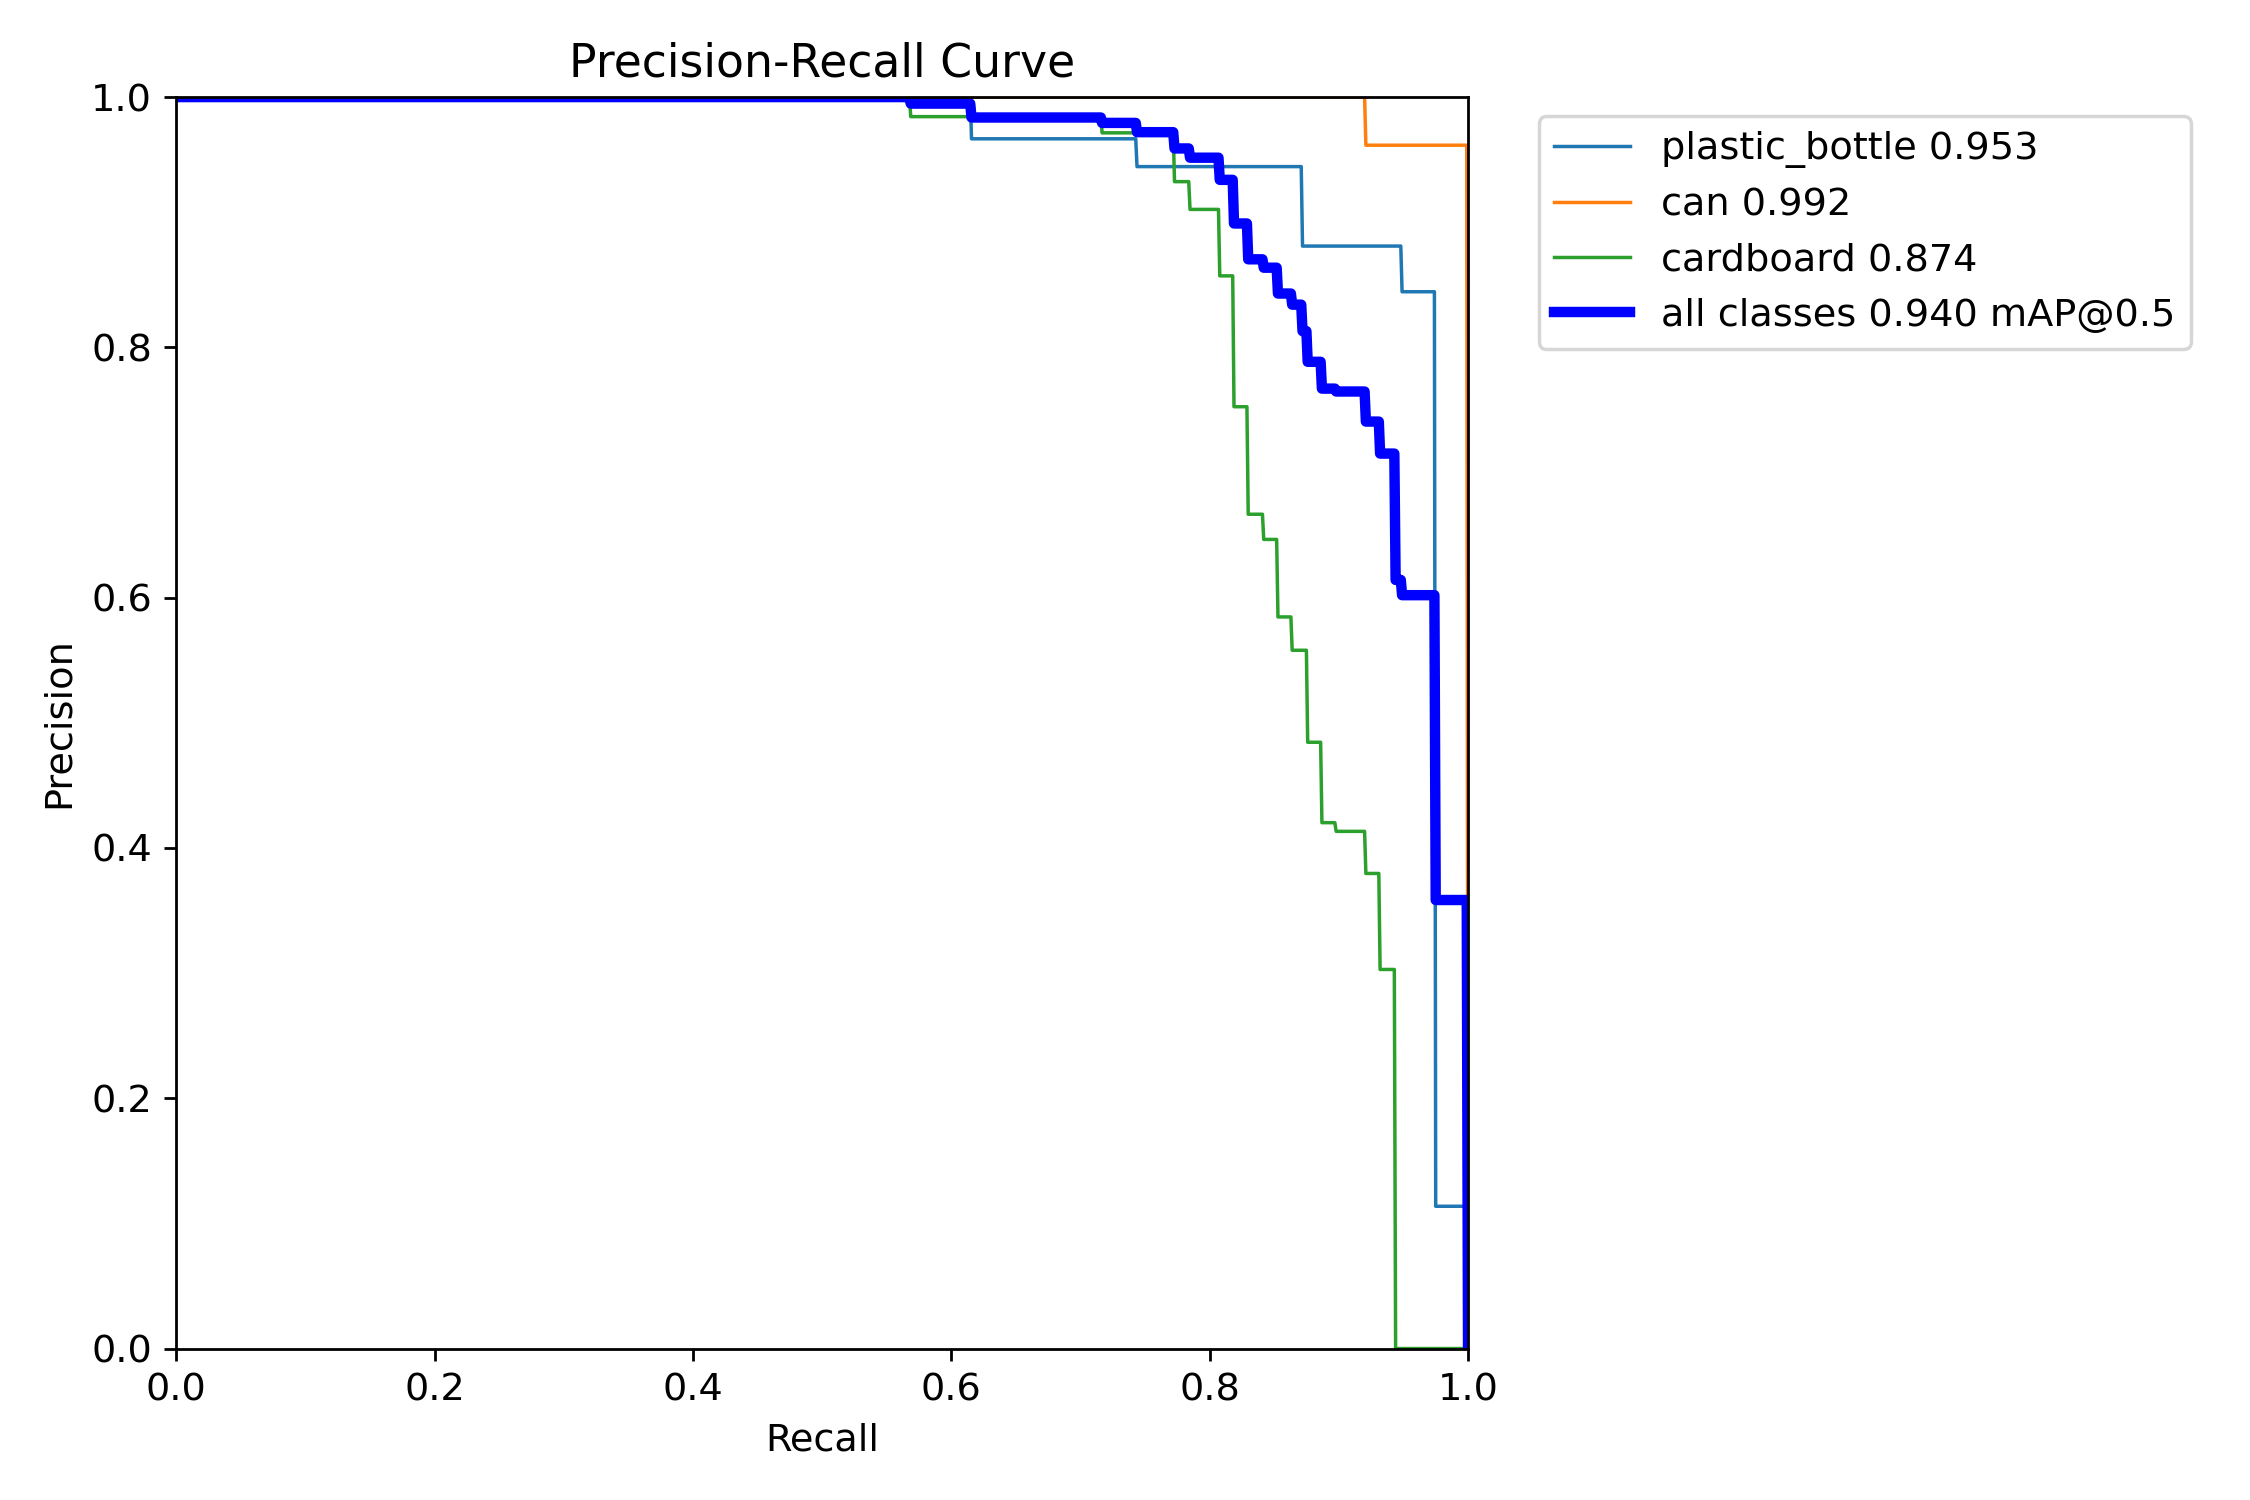 Precision-Recall Curve
1.0
0.8
0.6
0.4
0.2
0.0
Precision
0.0 0.2 0.4 0.6 0.8 1.0
Recall
plastic_bottle 0.953
can 0.992
cardboard 0.874
all classes 0.940 mAP@0.5